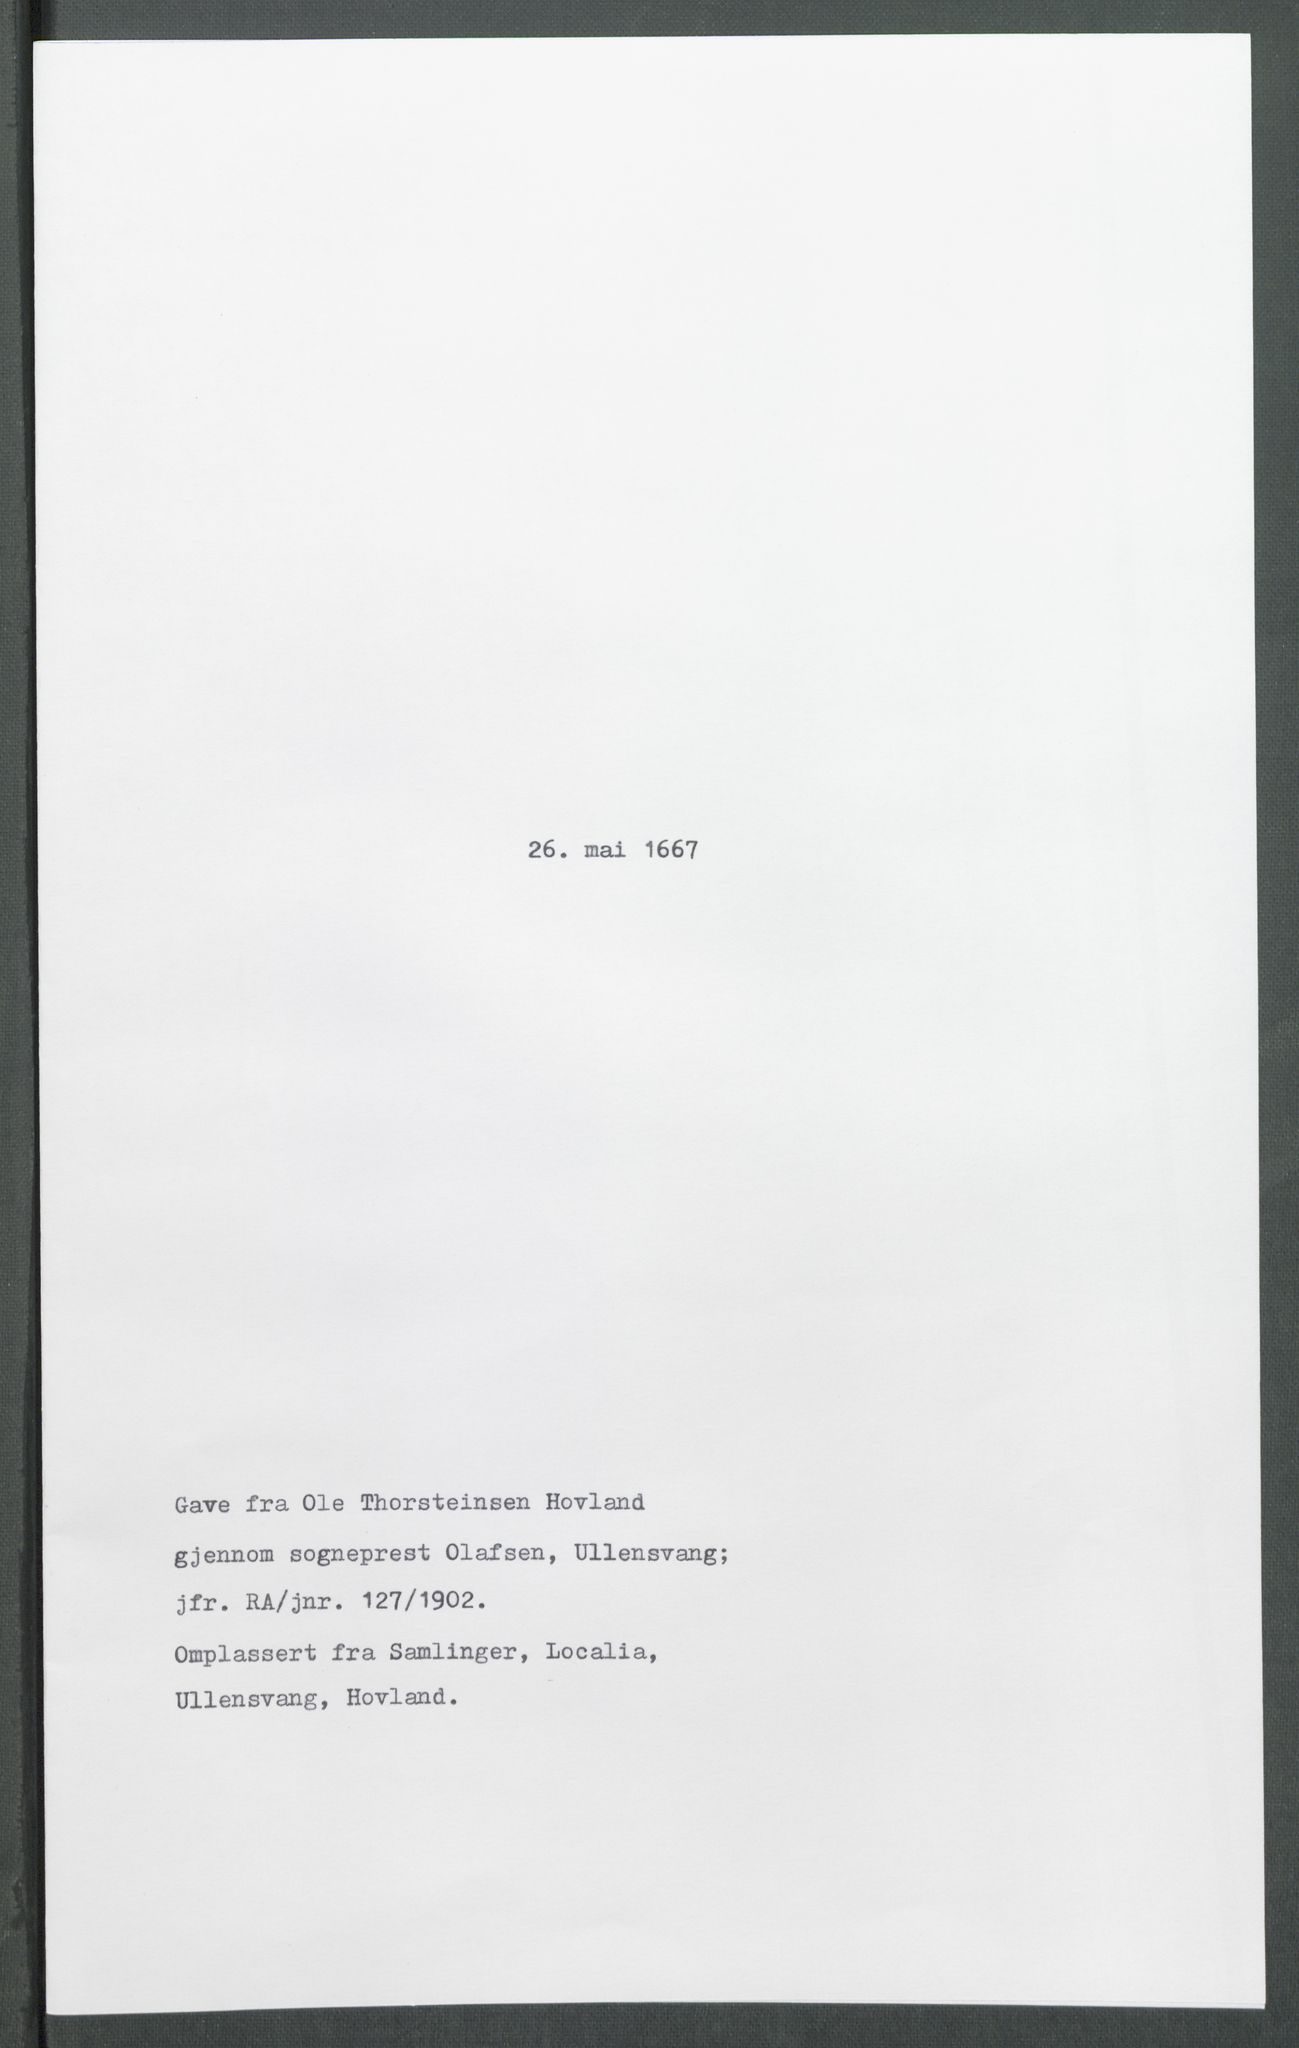 26. mai 1667
Gave fra Ole Thorsteinsen Hovland
gjennom sogneprest Olafsen, Ullensvang;
jfr. RA/jnr. 127/1902.
Omplassert fra Samlinger, Localia,
Ullensvang, Hovland.